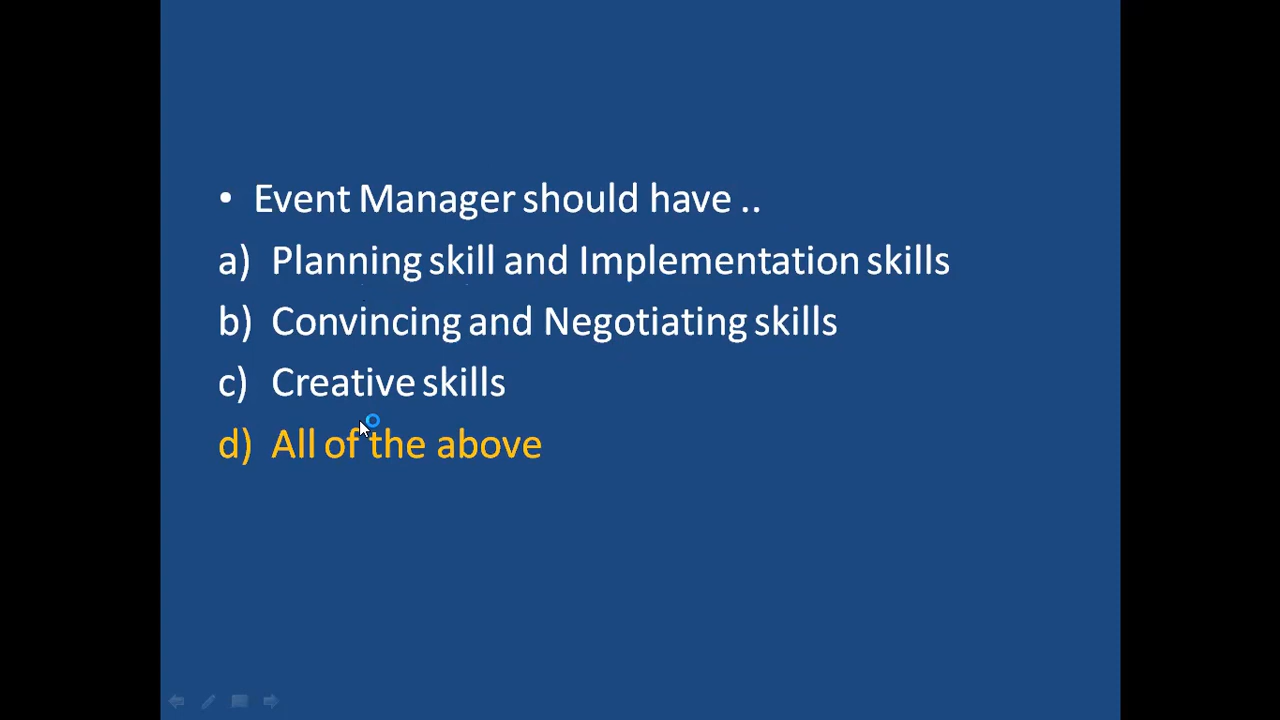 • Event Manager should have ..
a) Planning skill and Implementation skills
b) Convincing and Negotiating skills
c) Creative skills
d) All of the above